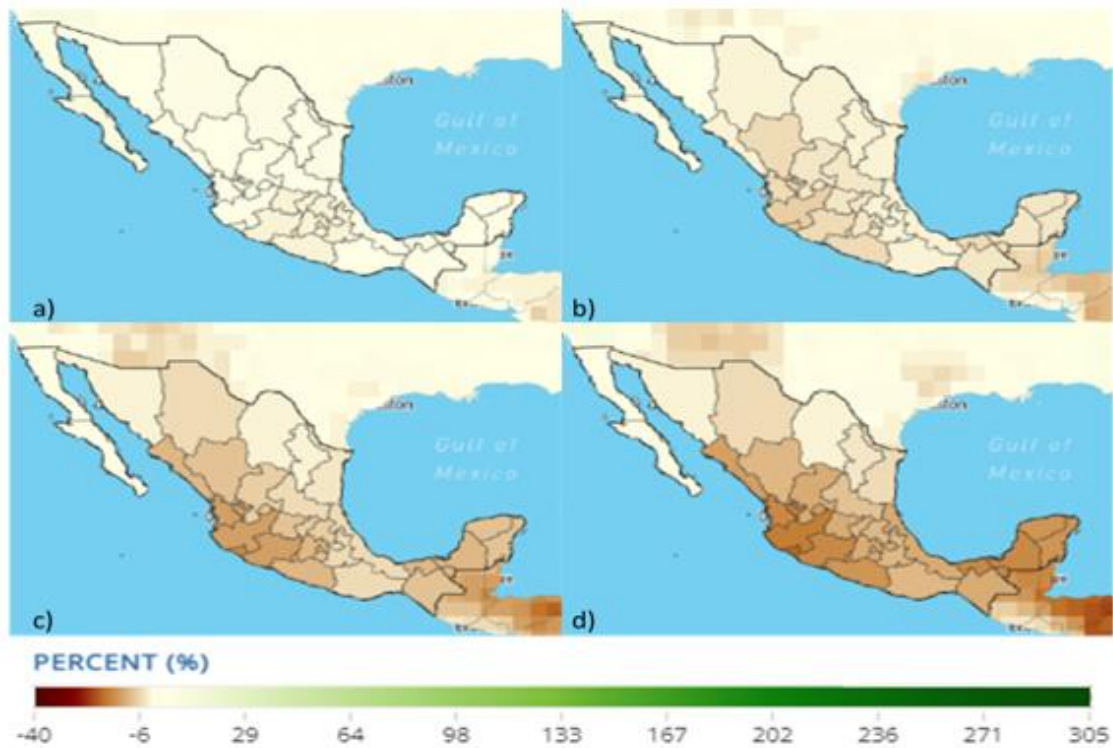 Gulf of
Mexico
Gulf of
Mexico
a)
b)
Gulf of
Mexico
Gulf of
Mexico
c)
d)
PERCENT (%)
-40 -6 29 64 98 133 167 202 236 271 305